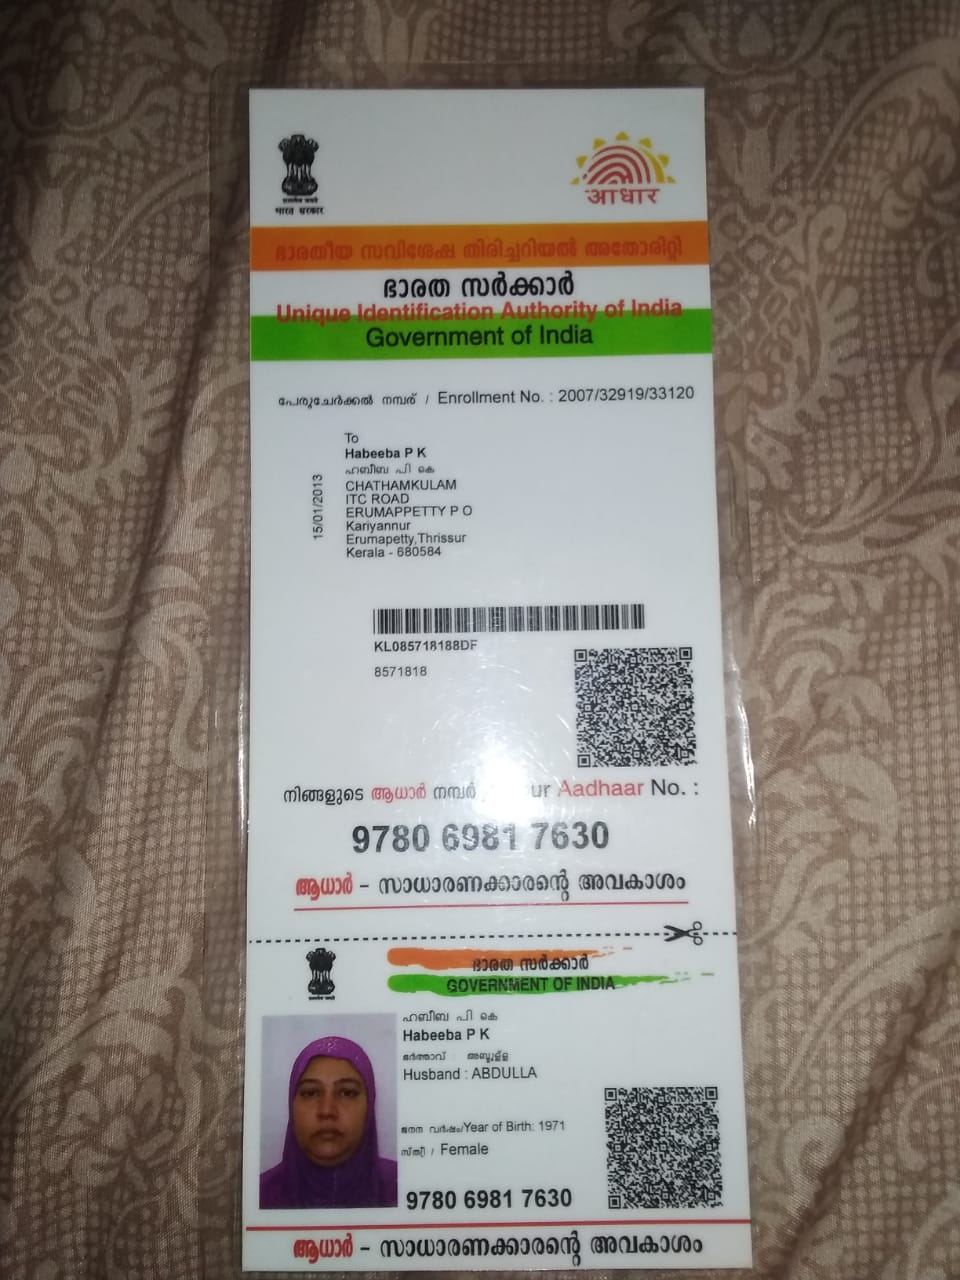 सत्यमेव जयते
भारत सरकार
आधार
ഭാരതീയ സവിശേഷ തിരിച്ചറിയൽ അതോറിറ്റി
ഭാരത സർക്കാർ
Unique Identification Authority of India
Government of India
പേരുചേർക്കൽ നമ്പര് / Enrollment No. : 2007/32919/33120
To
Habeeba P K
ഹബീബ പി കെ
CHATHAMKULAM
ITC ROAD
ERUMAPPETTY P O
Kariyannur
Erumapetty,Thrissur
Kerala - 680584
15/01/2013
KL085718188DF
8571818
നിങ്ങളുടെ ആധാർ നമ്പർ Aadhaar No. :
9780 6981 7630
ആധാർ – സാധാരണക്കാരന്റെ അവകാശം
ഭാരത സർക്കാർ
GOVERNMENT OF INDIA
ഹബീബ പി കെ
Habeeba P K
ഭർത്താവ് : അബ്ദുള്ള
Husband : ABDULLA
ജനന വർഷം/Year of Birth: 1971
സ്ത്രീ / Female
9780 6981 7630
ആധാർ – സാധാരണക്കാരന്റെ അവകാശം